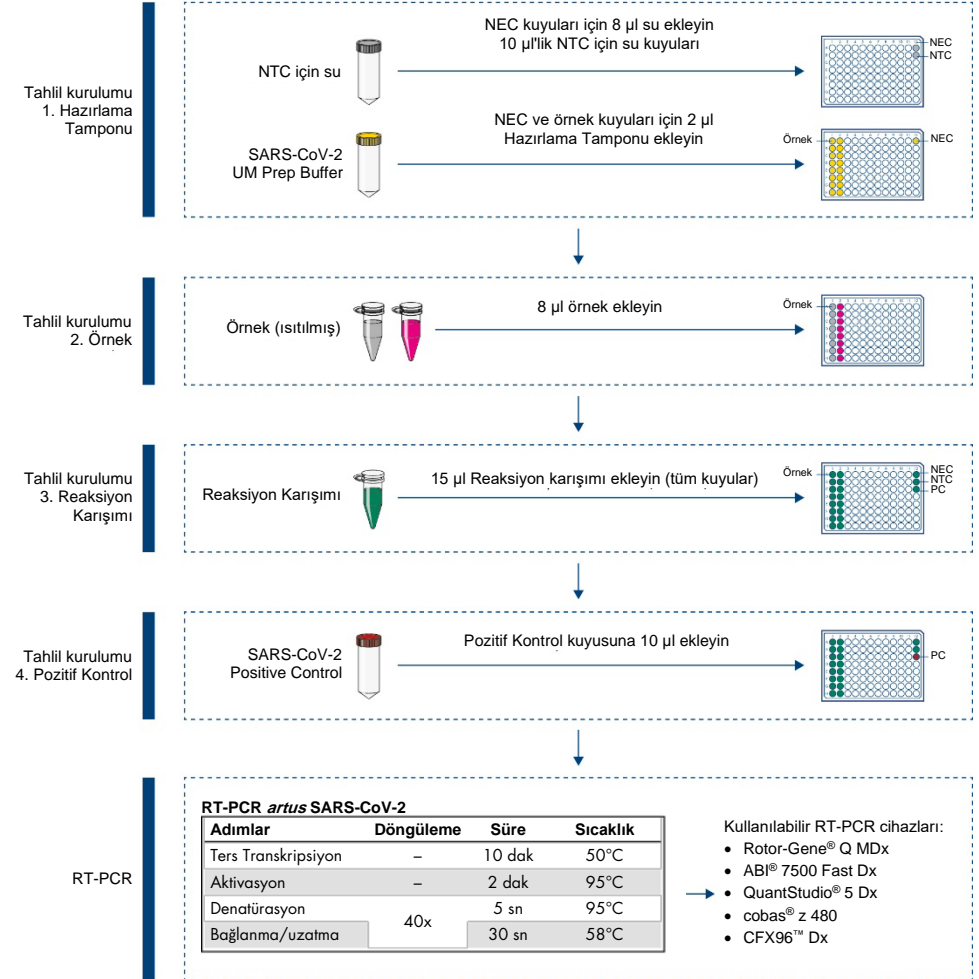 Tahlil kurulumu
1. Hazırlama
Tamponu
NTC için su
NEC kuyuları için 8 µl su ekleyin
10 µl'lik NTC için su kuyuları
NEC
NTC
SARS-CoV-2
UM Prep Buffer
NEC ve örnek kuyuları için 2 µl
Hazırlama Tamponu ekleyin
Örnek
NEC
Tahlil kurulumu
2. Örnek
Örnek (ısıtılmış)
8 µl örnek ekleyin
Örnek
Tahlil kurulumu
3. Reaksiyon
Karışımı
Reaksiyon Karışımı
15 µl Reaksiyon karışımı ekleyin (tüm kuyular)
Örnek
NEC
NTC
PC
Tahlil kurulumu
4. Pozitif Kontrol
SARS-CoV-2
Positive Control
Pozitif Kontrol kuyusuna 10 µl ekleyin
PC
RT-PCR
RT-PCR artus SARS-CoV-2
Adımlar Döngüleme Süre Sıcaklık
Ters Transkripsiyon – 10 dak 50°C
Aktivasyon – 2 dak 95°C
Denatürasyon 40x 5 sn 95°C
Bağlanma/uzatma 30 sn 58°C
Kullanılabilir RT-PCR cihazları:
• Rotor-Gene® Q MDx
• ABI® 7500 Fast Dx
• QuantStudio® 5 Dx
• cobas® z 480
• CFX96™ Dx